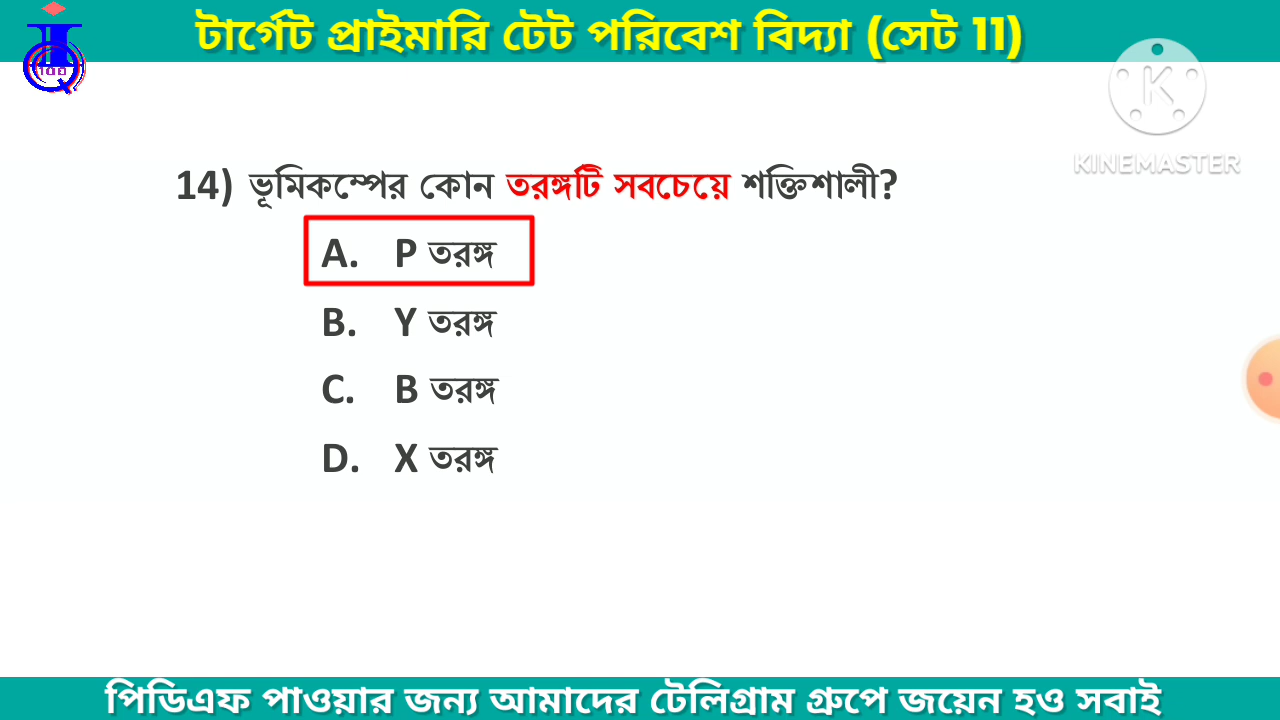 টার্গেট প্রাইমারি টেট পরিবেশ বিদ্যা (সেট 11)
100
Q
KINEMASTER
14) ভূমিকম্পের কোন তরঙ্গটি সবচেয়ে শক্তিশালী?
A. P তরঙ্গ
B. Y তরঙ্গ
C. B তরঙ্গ
D. X তরঙ্গ
পিডিএফ পাওয়ার জন্য আমাদের টেলিগ্রাম গ্রুপে জয়েন হও সবাই